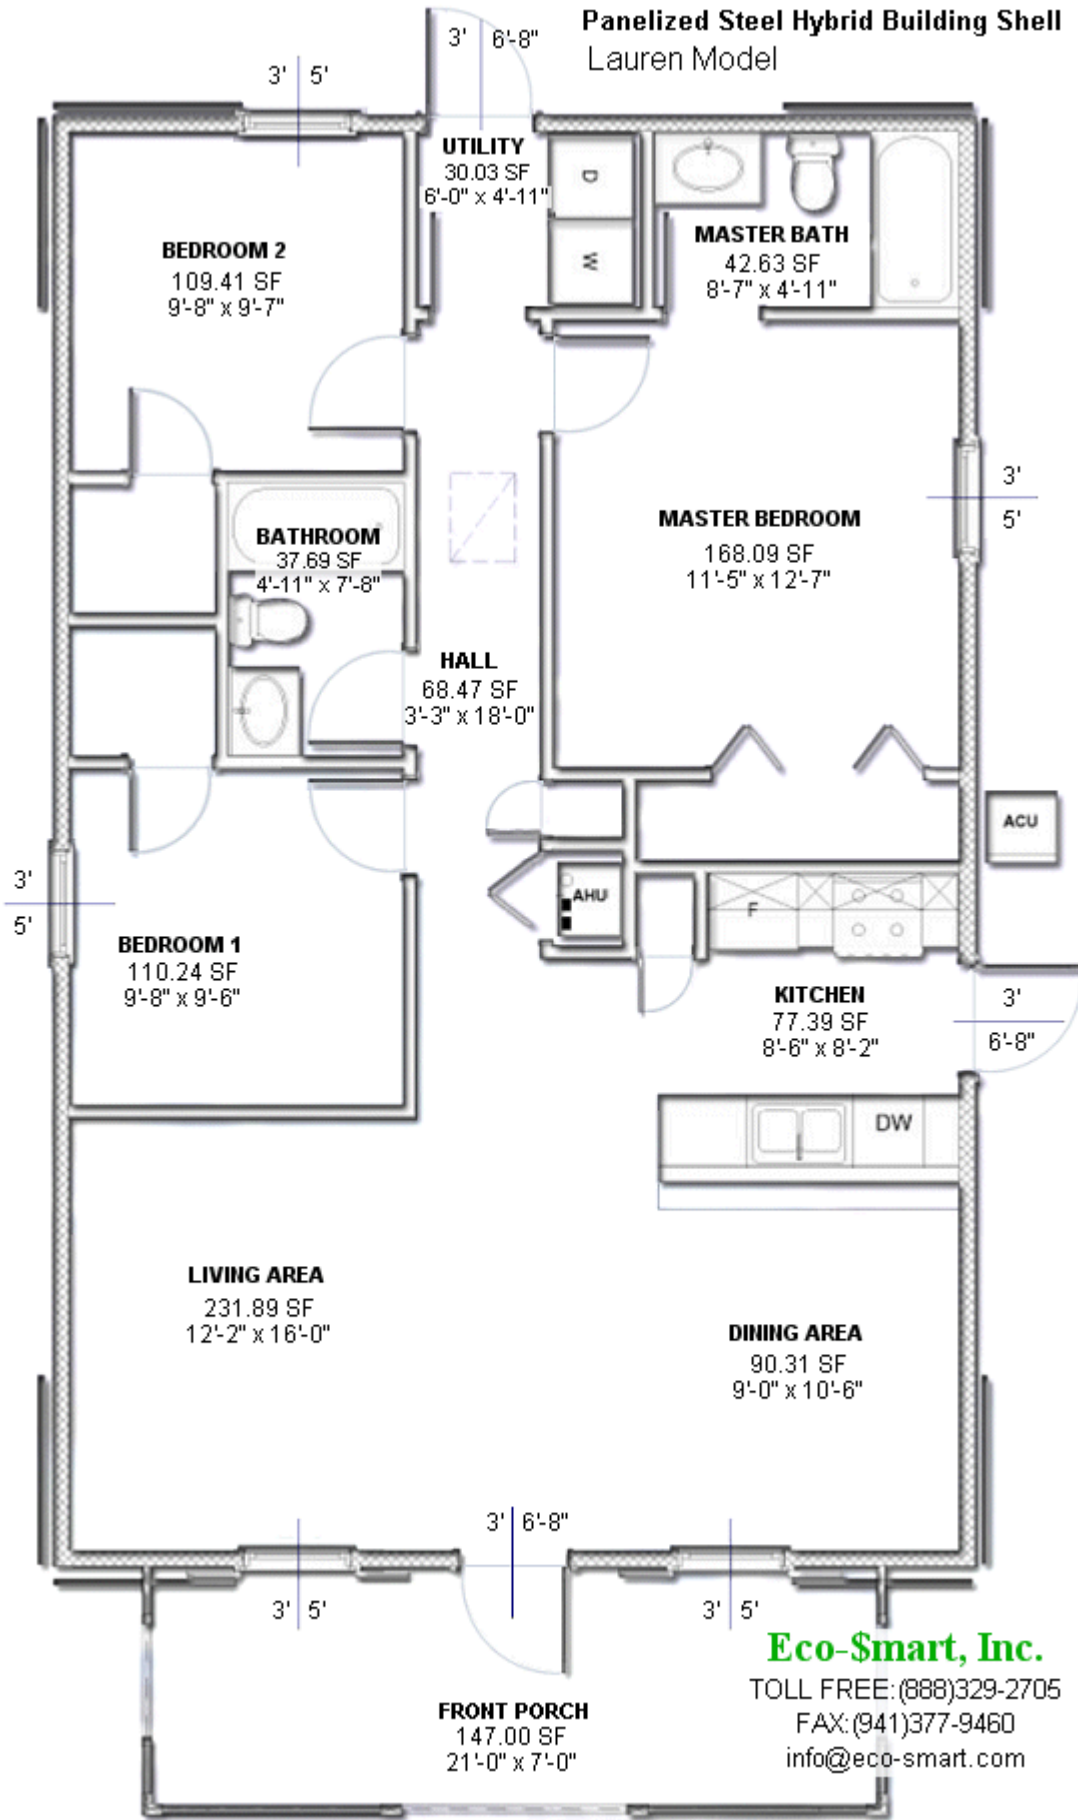 Panelized Steel Hybrid Building Shell
Lauren Model
3' 6'-8"
3' 5'
UTILITY
30.03 SF
6'-0" x 4'-11"
D
W
MASTER BATH
42.63 SF
8'-7" x 4'-11"
BEDROOM 2
109.41 SF
9'-8" x 9'-7"
3'
5'
MASTER BEDROOM
168.09 SF
11'-5" x 12'-7"
BATHROOM
37.69 SF
4'-11" x 7'-8"
HALL
68.47 SF
3'-3" x 18'-0"
ACU
AHU
F
3'
5'
BEDROOM 1
110.24 SF
9'-8" x 9'-6"
KITCHEN
77.39 SF
8'-6" x 8'-2"
3'
6'-8"
DW
LIVING AREA
231.89 SF
12'-2" x 16'-0"
DINING AREA
90.31 SF
9'-0" x 10'-6"
3' 6'-8"
3' 5'
3' 5'
Eco-$mart, Inc.
TOLL FREE:(888)329-2705
FAX:(941)377-9460
info@eco-smart.com
FRONT PORCH
147.00 SF
21'-0" x 7'-0"